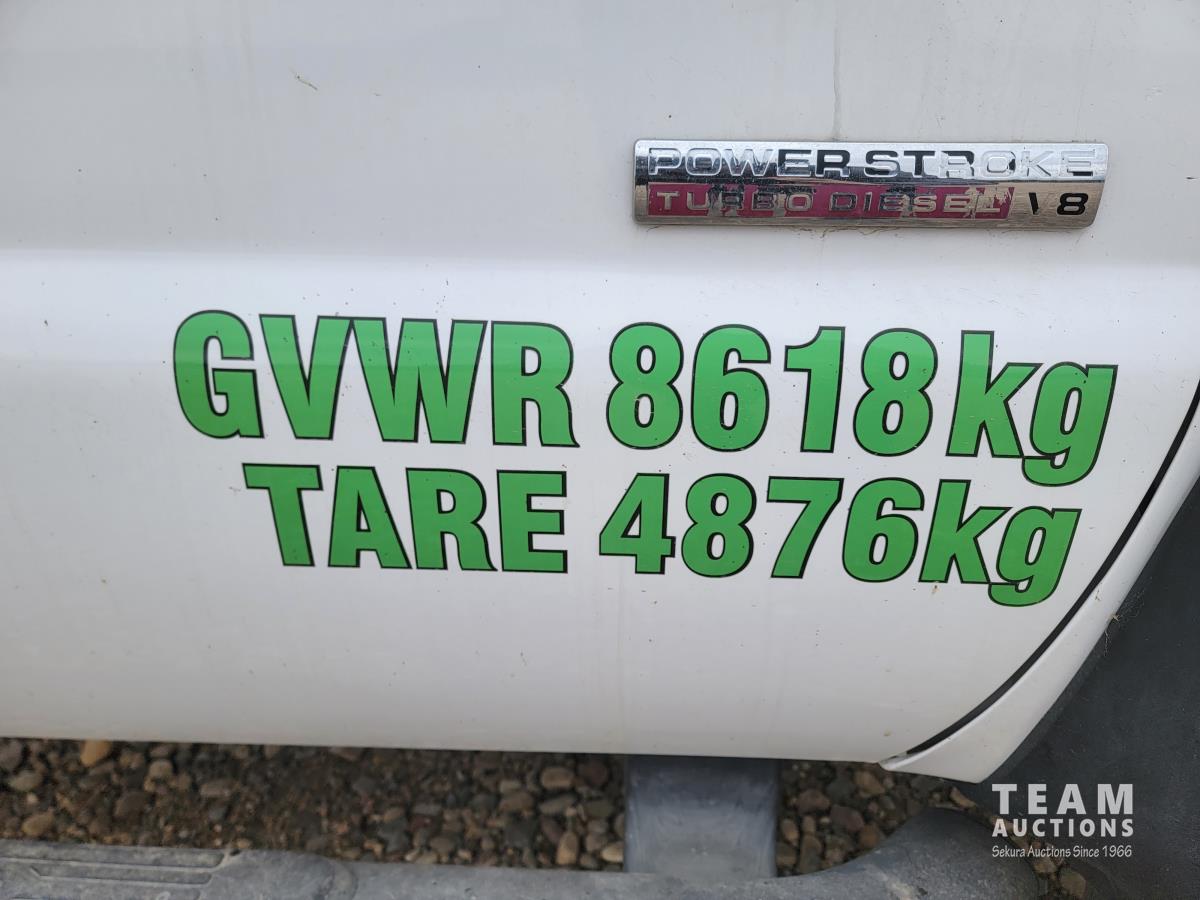 POWER STROKE
TURBO DIESEL V8
GVWR 8618kg
TARE 4876kg
TEAM
AUCTIONS
Sekura Auctions Since 1966